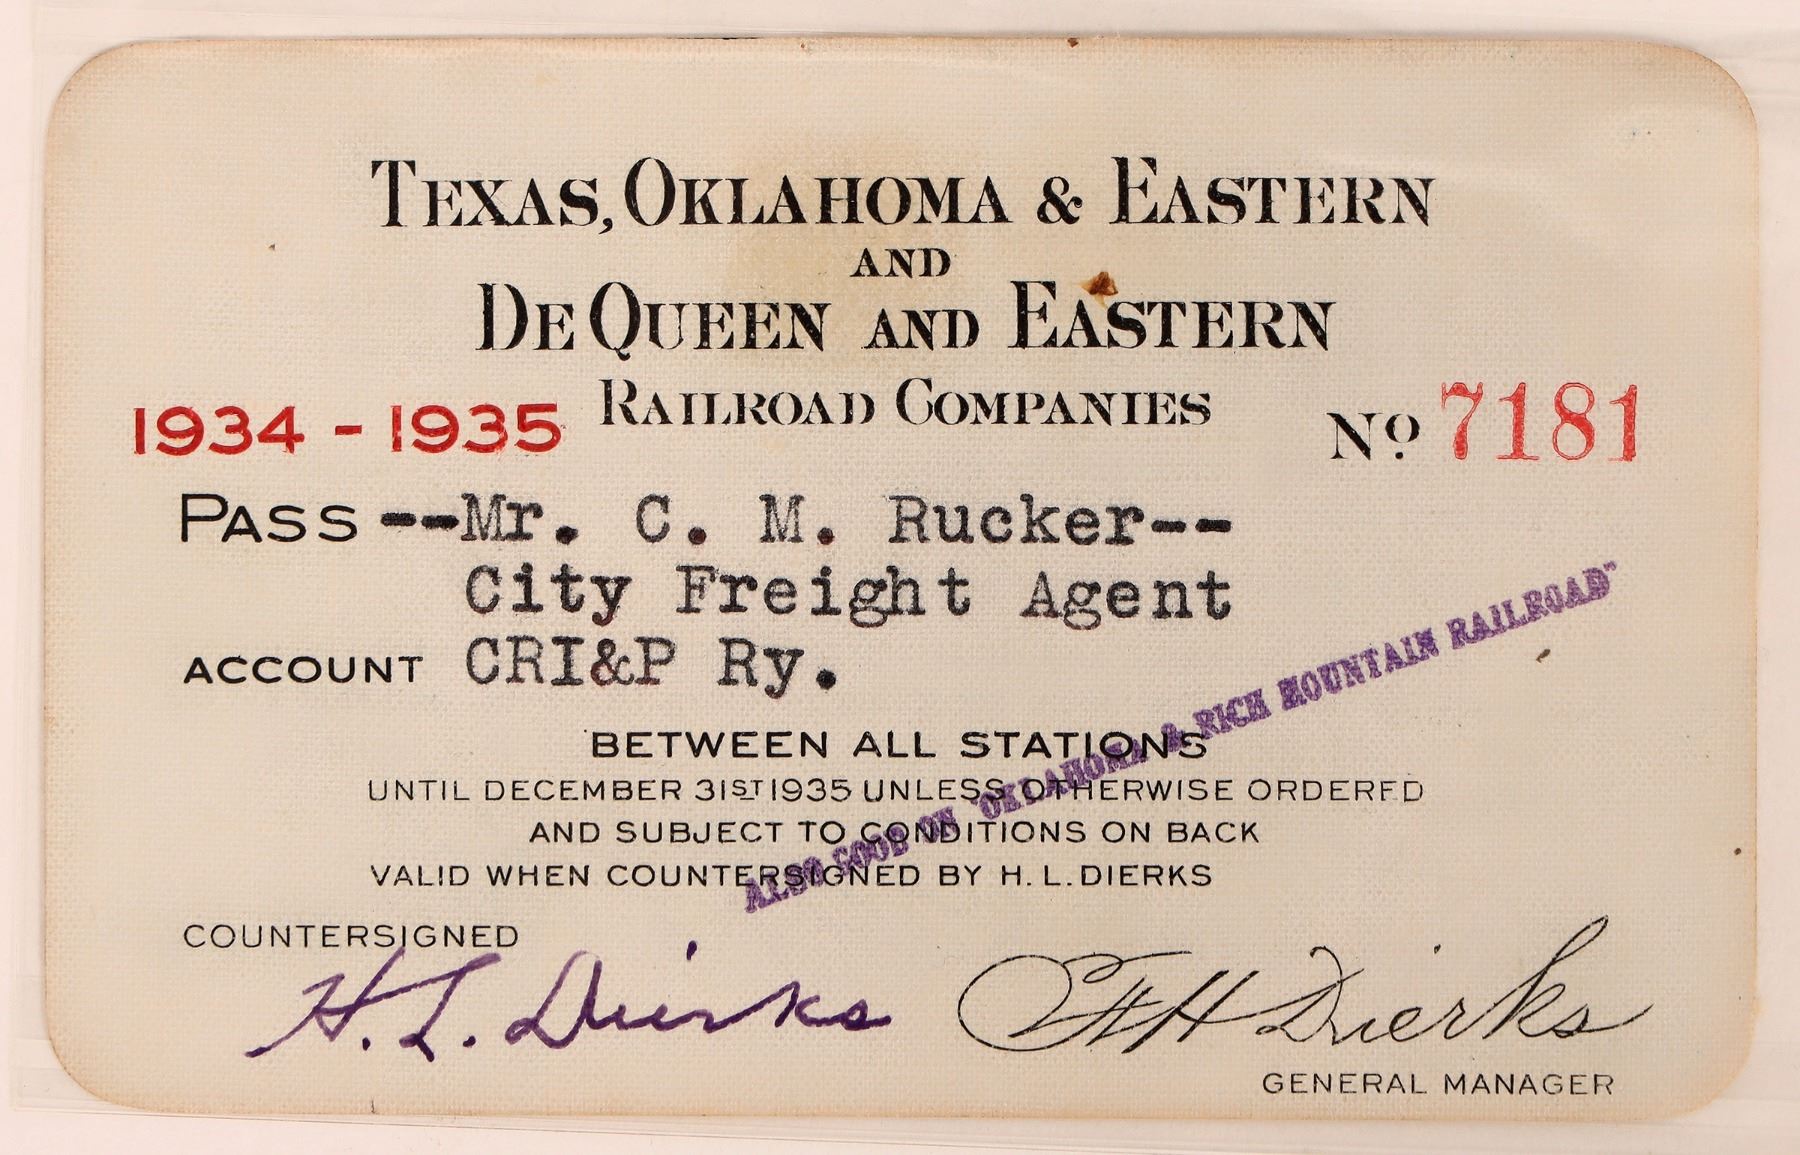 TEXAS, OKLAHOMA & EASTERN
AND
DE QUEEN AND EASTERN
RAILROAD COMPANIES
1934 - 1935
No 7181
PASS --Mr. C. M. Rucker--
City Freight Agent
ACCOUNT CRI&P Ry.
BETWEEN ALL STATIONS
UNTIL DECEMBER 31ST 1935 UNLESS OTHERWISE ORDERED
AND SUBJECT TO CONDITIONS ON BACK
VALID WHEN COUNTERSIGNED BY H. L. DIERKS
ALSO GOOD ON "OKLAHOMA & RICH MOUNTAIN RAILROAD"
COUNTERSIGNED
H. L. Dierks
Dierks
GENERAL MANAGER